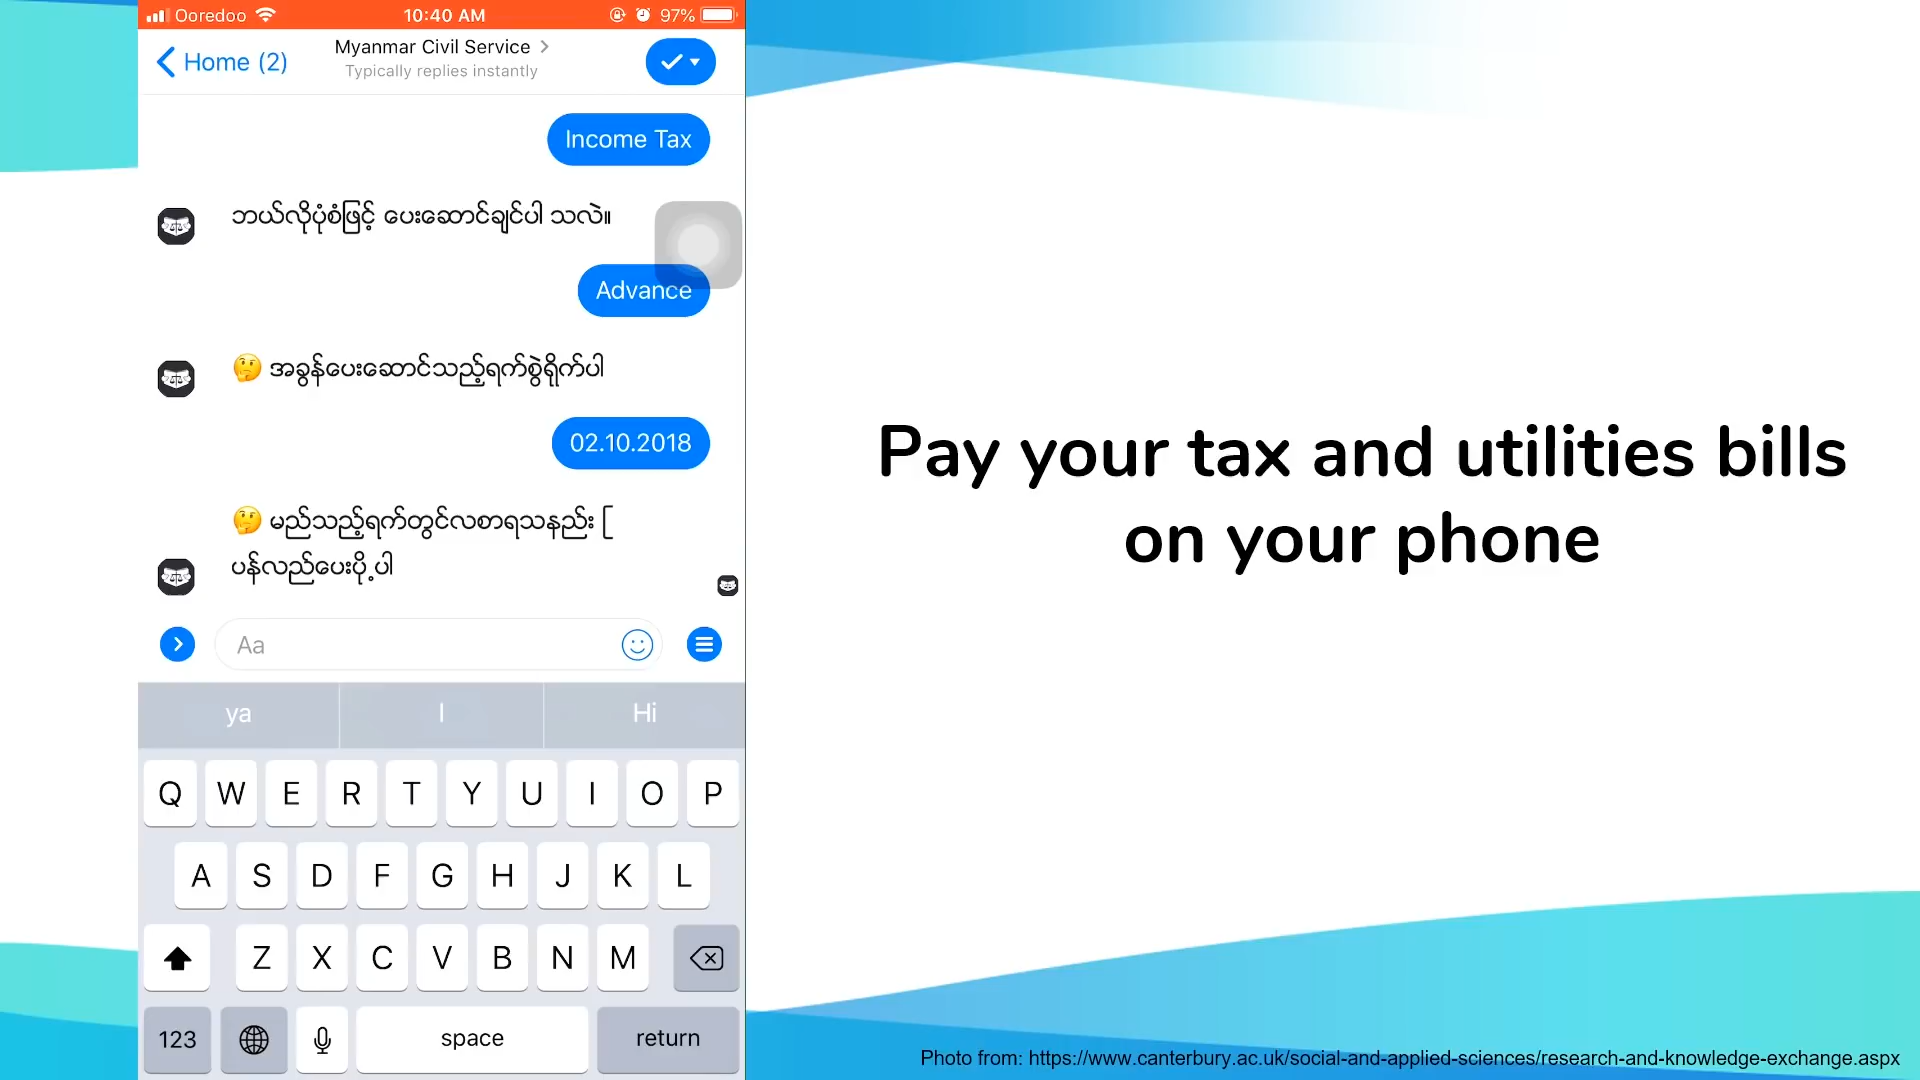 Ooredoo
10:40 AM
97%
Home (2)
Myanmar Civil Service
Typically replies instantly
Income Tax
ဘယ်လိုပုံစံဖြင့် ပေးဆောင်ချင်ပါ သလဲ။
Advance
🤔 အခွန်ပေးဆောင်သည့်ရက်စွဲရိုက်ပါ
02.10.2018
🤔 မည်သည့်ရက်တွင်လစာရသနည်း ြ
ပန်လည်ပေးပို့ပါ
Aa
ya I Hi
Q W E R T Y U I O P
A S D F G H J K L
Z X C V B N M
123 space return
Pay your tax and utilities bills
on your phone
Photo from: https://www.canterbury.ac.uk/social-and-applied-sciences/research-and-knowledge-exchange.aspx